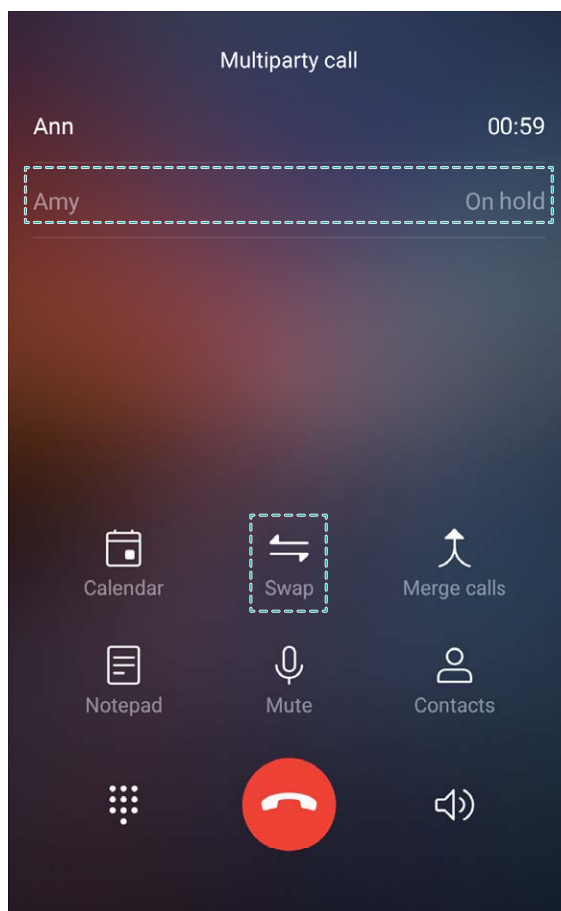 Multiparty call
Ann 00:59
Amy On hold
Calendar Swap Merge calls
Notepad Mute Contacts